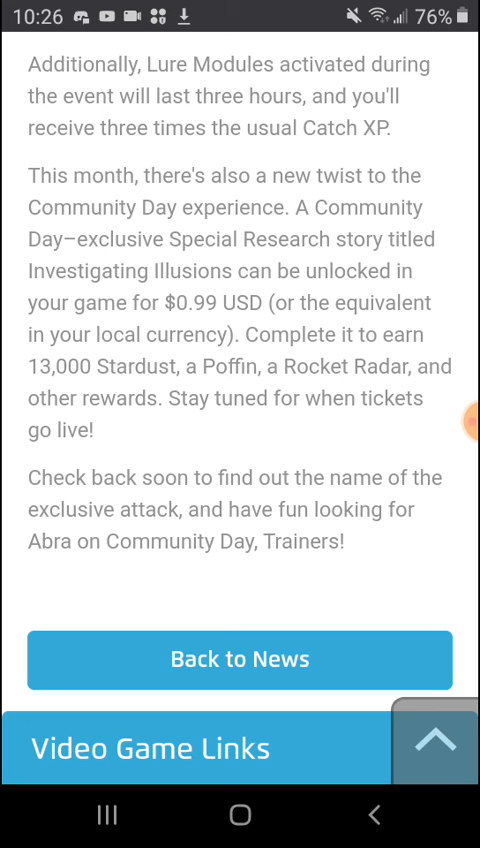 10:26
76%
Additionally, Lure Modules activated during
the event will last three hours, and you'll
receive three times the usual Catch XP.
This month, there's also a new twist to the
Community Day experience. A Community
Day–exclusive Special Research story titled
Investigating Illusions can be unlocked in
your game for $0.99 USD (or the equivalent
in your local currency). Complete it to earn
13,000 Stardust, a Poffin, a Rocket Radar, and
other rewards. Stay tuned for when tickets
go live!
Check back soon to find out the name of the
exclusive attack, and have fun looking for
Abra on Community Day, Trainers!
Back to News
Video Game Links